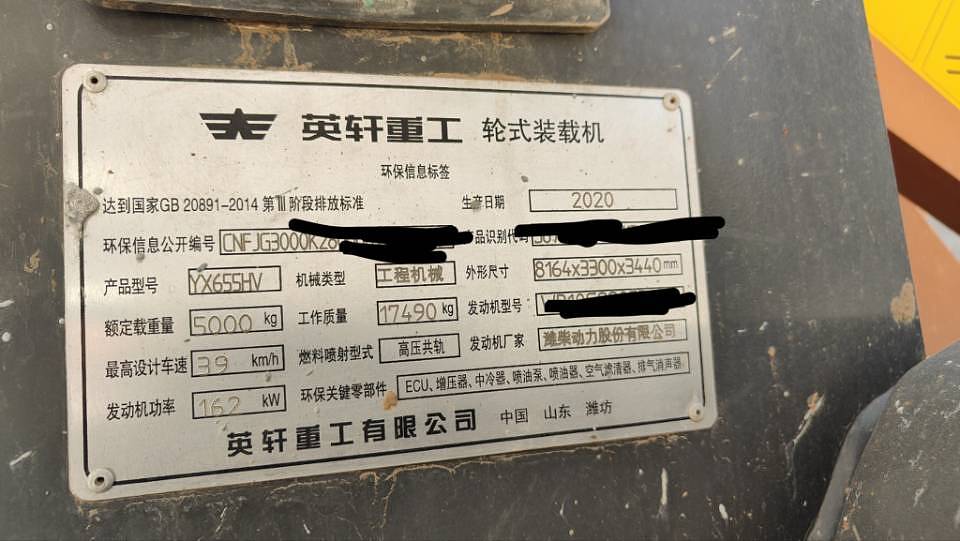 英轩重工 轮式装载机
环保信息标签
达到国家GB 20891-2014 第Ⅲ阶段排放标准 生产日期 2020
环保信息公开编号 CNFJG3000K28 产品识别代码
产品型号 YX655HV 机械类型 工程机械 外形尺寸 8164x3300x3440mm
额定载重量 5000 kg 工作质量 17490 kg 发动机型号
最高设计车速 39 km/h 燃料喷射型式 高压共轨 发动机厂家 潍柴动力股份有限公司
发动机功率 162 kW 环保关键零部件 ECU、增压器、中冷器、喷油泵、喷油器、空气滤清器、排气消声器
英轩重工有限公司 中国 山东 潍坊